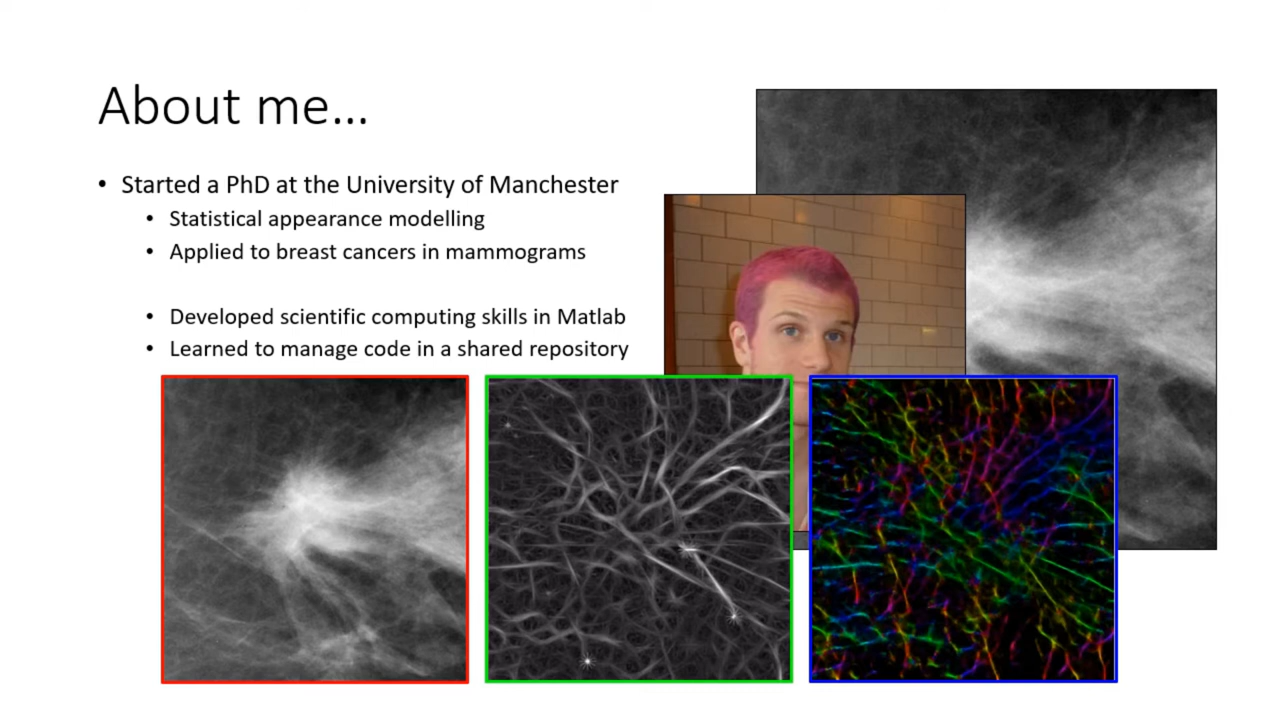 About me...
• Started a PhD at the University of Manchester
• Statistical appearance modelling
• Applied to breast cancers in mammograms
• Developed scientific computing skills in Matlab
• Learned to manage code in a shared repository